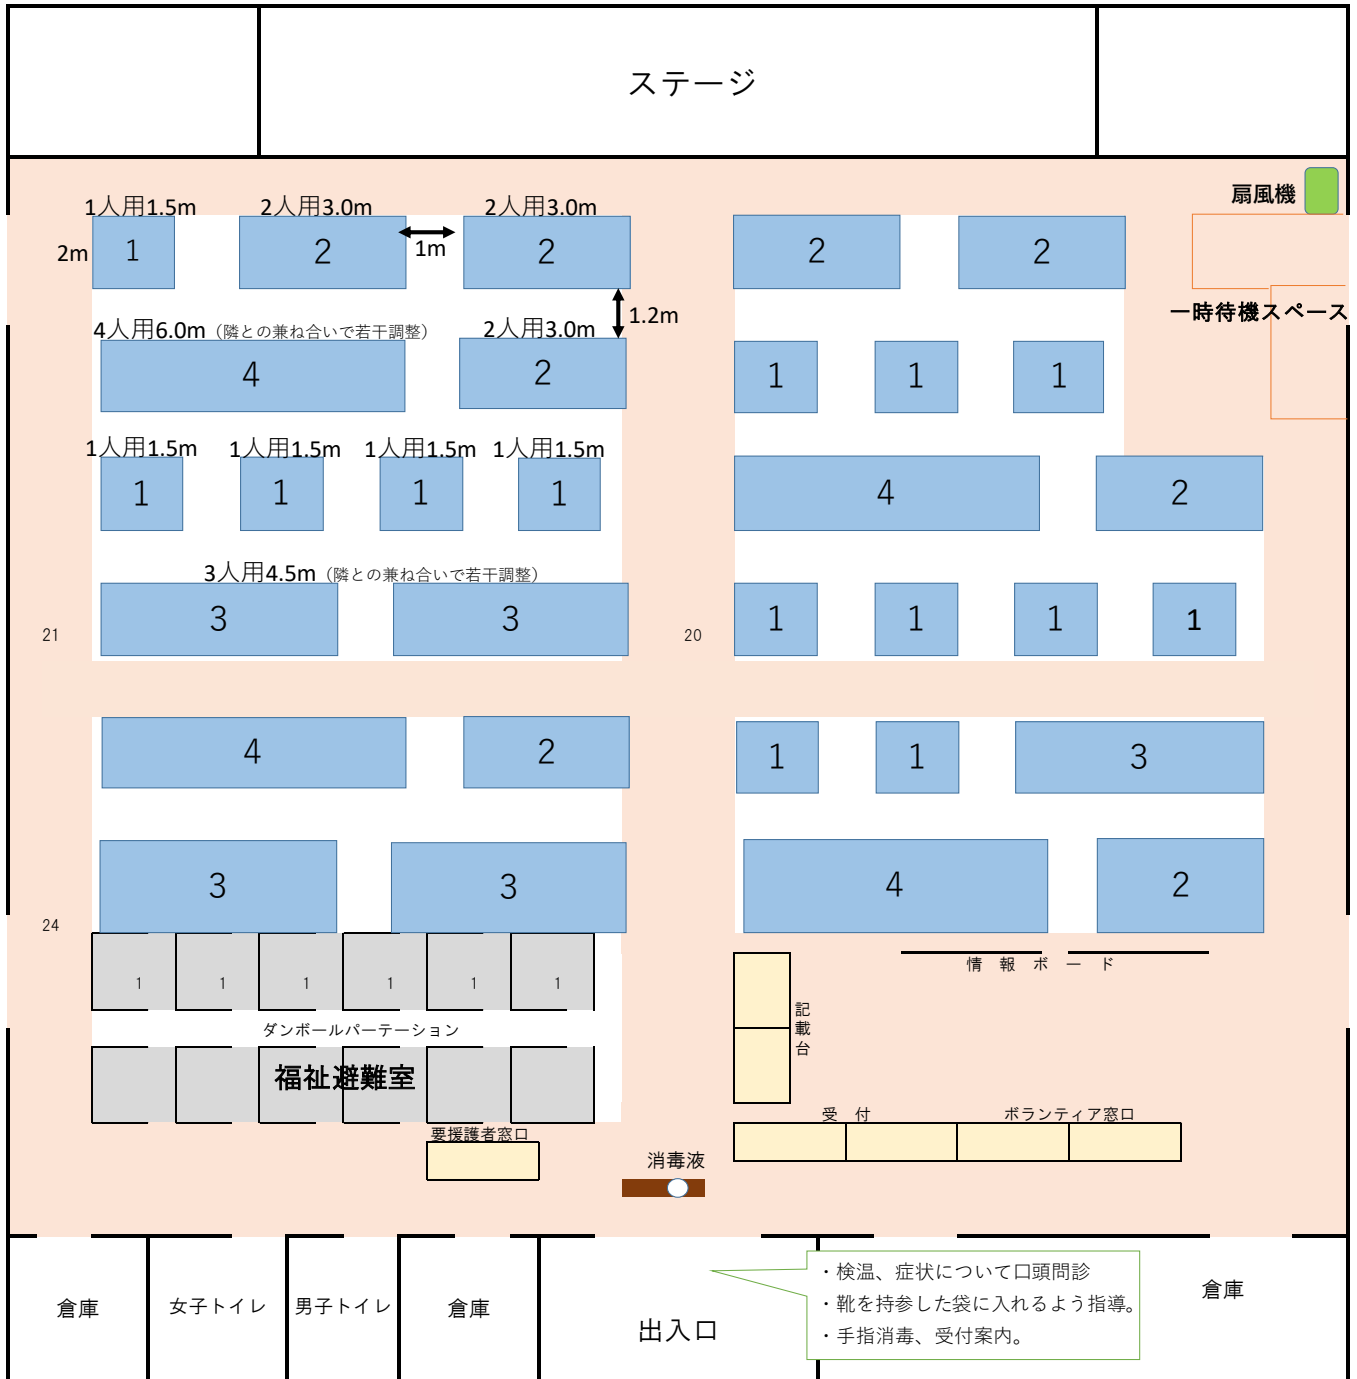 ステージ
扇風機
1人用1.5m
2人用3.0m
2人用3.0m
2m
1
2
1m
2
2
2
1.2m
一時待機スペース
4人用6.0m（隣との兼ね合いで若干調整）
2人用3.0m
4
2
1
1
1
1人用1.5m
1人用1.5m
1人用1.5m
1人用1.5m
1
1
1
1
4
2
3人用4.5m（隣との兼ね合いで若干調整）
3
3
1
1
1
1
21
20
4
2
1
1
3
3
3
4
2
24
1
1
1
1
1
1
情報ボード
記載台
ダンボールパーテーション
福祉避難室
要援護者窓口
受 付
ボランティア窓口
消毒液
倉庫
女子トイレ
男子トイレ
倉庫
出入口
・検温、症状について口頭問診
・靴を持参した袋に入れるよう指導。
・手指消毒、受付案内。
倉庫